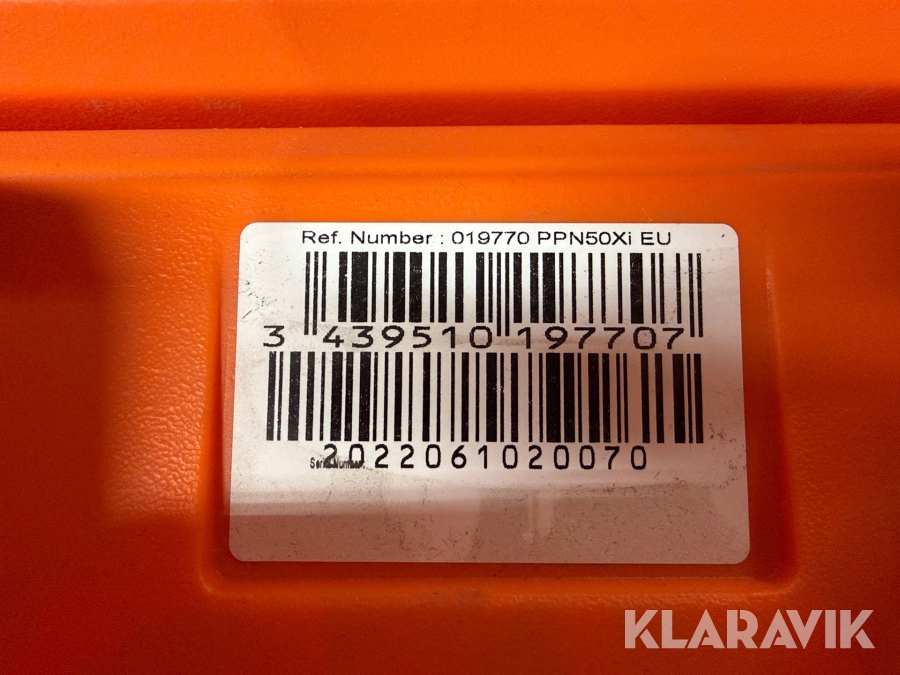 Ref. Number : 019770 PPN50Xi EU
3 439510 197707
Serial Number: 2022061020070
KLARAVIK